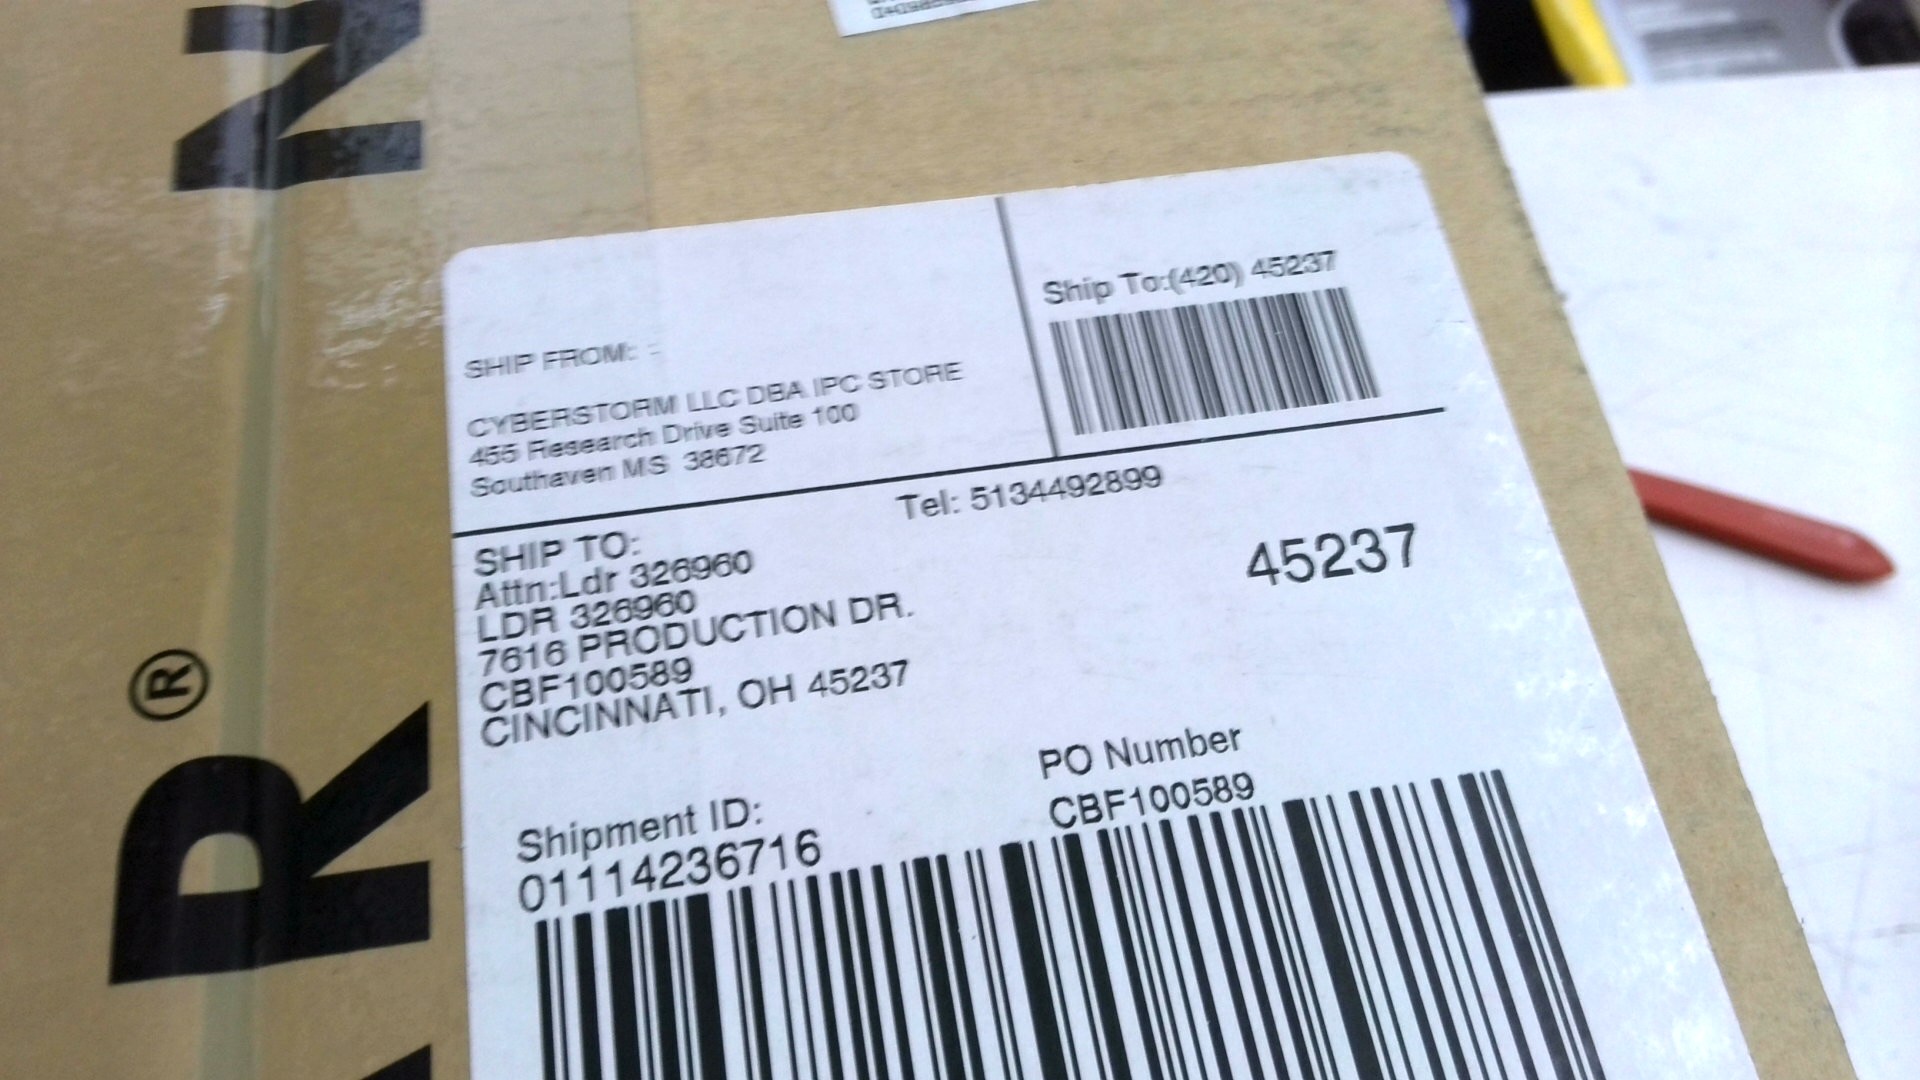 SHIP FROM:
CYBERSTORM LLC DBA IPC STORE
455 Research Drive Suite 100
Southaven MS 38672
Ship To:(420) 45237
Tel: 5134492899
SHIP TO:
Attn:Ldr 326960
LDR 326960
7616 PRODUCTION DR.
CBF100589
CINCINNATI, OH 45237
45237
PO Number
CBF100589
Shipment ID:
01114236716
R®
N